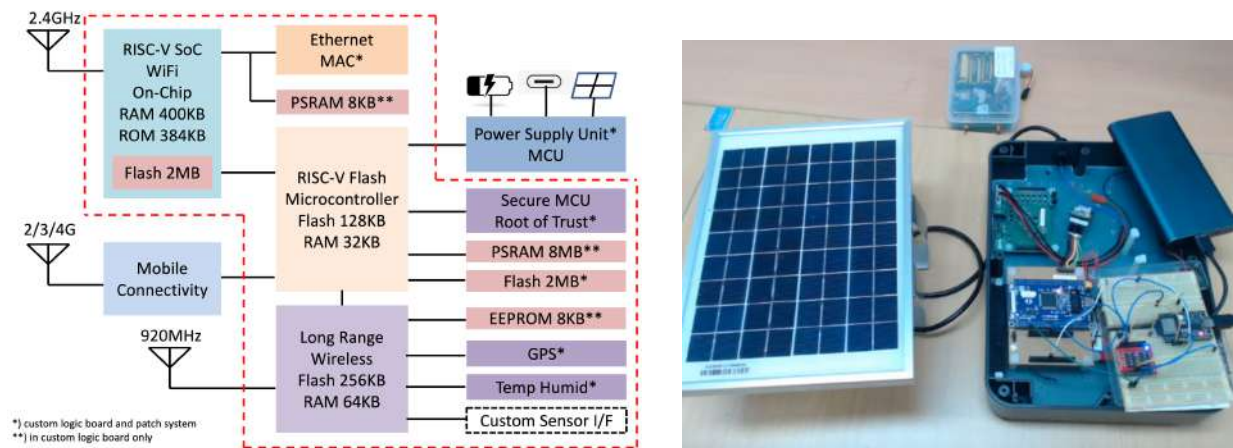 2.4GHz
RISC-V SoC
WiFi
On-Chip
RAM 400KB
ROM 384KB
Flash 2MB
Ethernet
MAC*
PSRAM 8KB**
Power Supply Unit*
MCU
RISC-V Flash
Microcontroller
Flash 128KB
RAM 32KB
Secure MCU
Root of Trust*
PSRAM 8MB**
Flash 2MB*
2/3/4G
Mobile
Connectivity
920MHz
Long Range
Wireless
Flash 256KB
RAM 64KB
EEPROM 8KB**
GPS*
Temp Humid*
Custom Sensor I/F
*) custom logic board and patch system
**) in custom logic board only